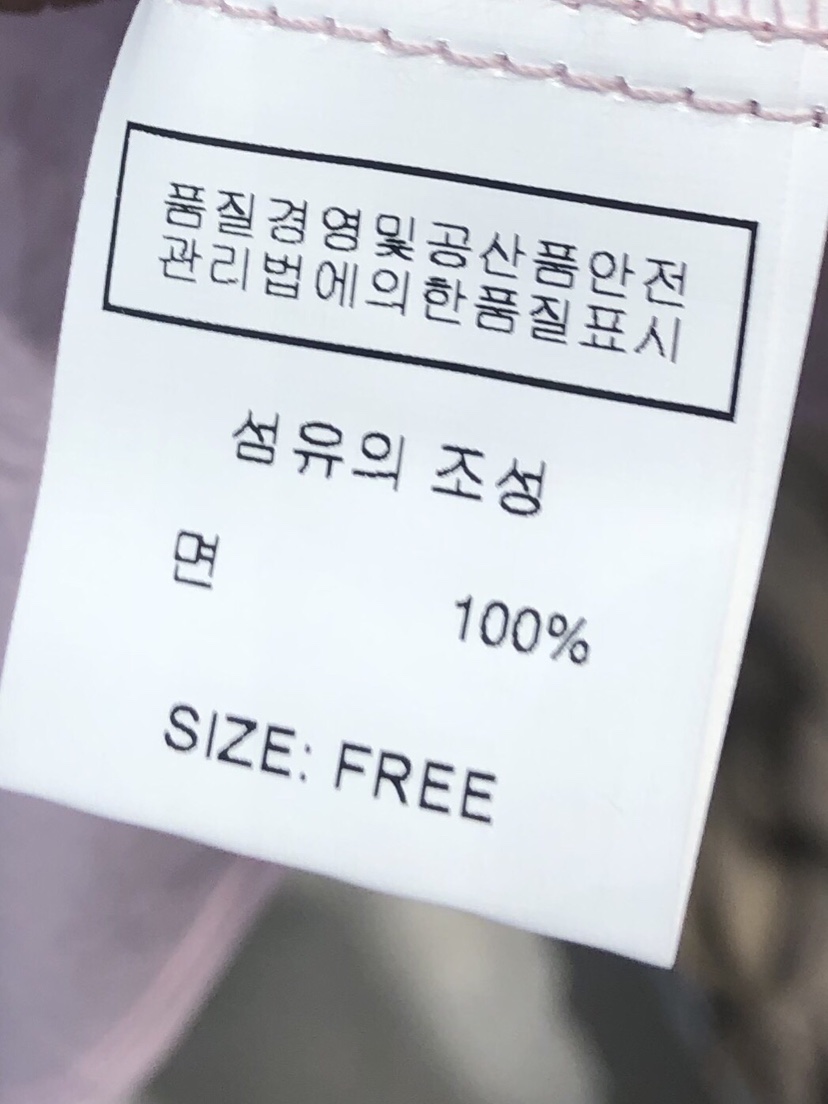 품질경영및공산품안전
관리법에의한품질표시
섬유의 조성
면 100%
SIZE: FREE